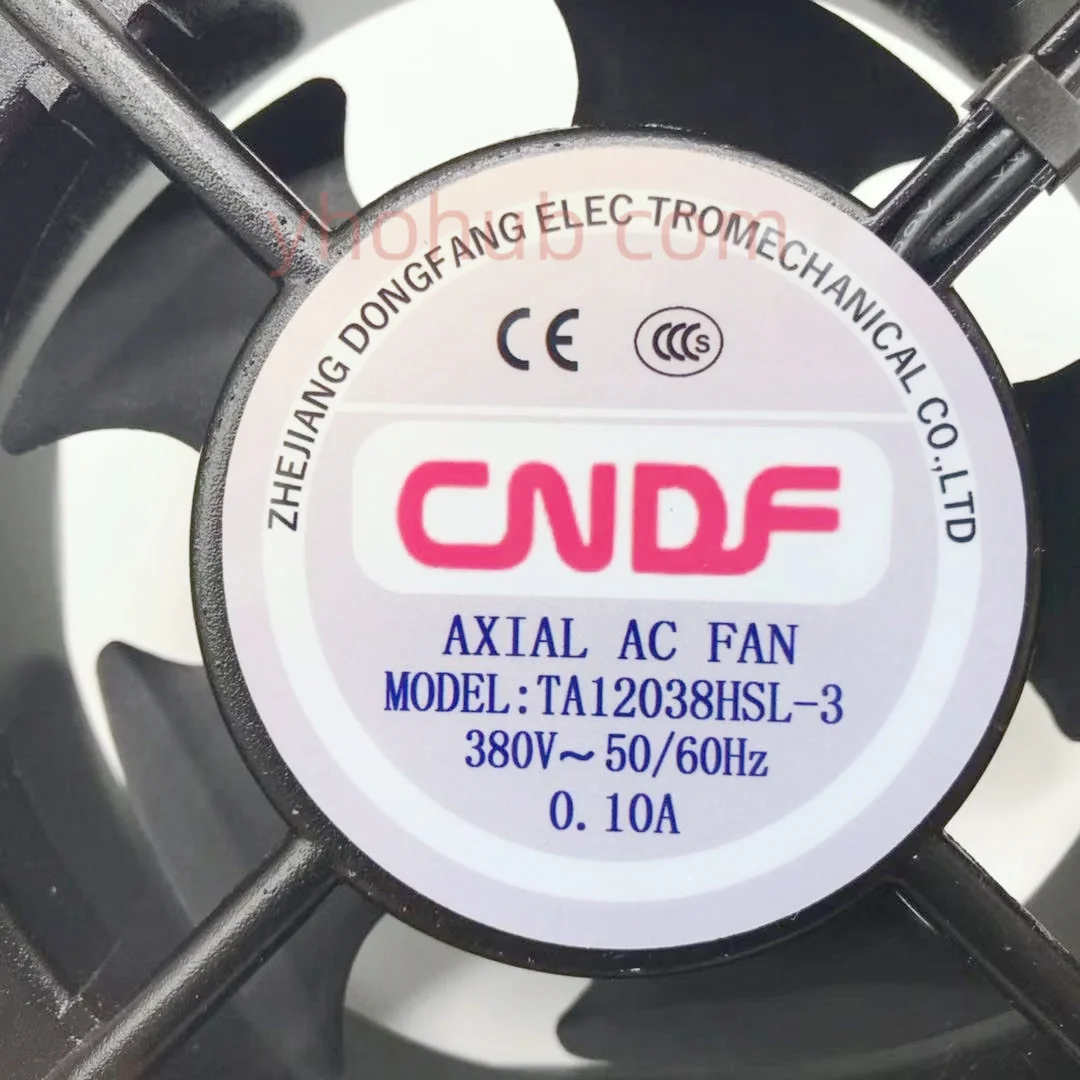 yhohub com
ZHEJIANG DONGFANG ELEC TROMECHANICAL CO.,LTD
CE CCC S
CNDF
AXIAL AC FAN
MODEL:TA12038HSL-3
380V~50/60Hz
0.10A